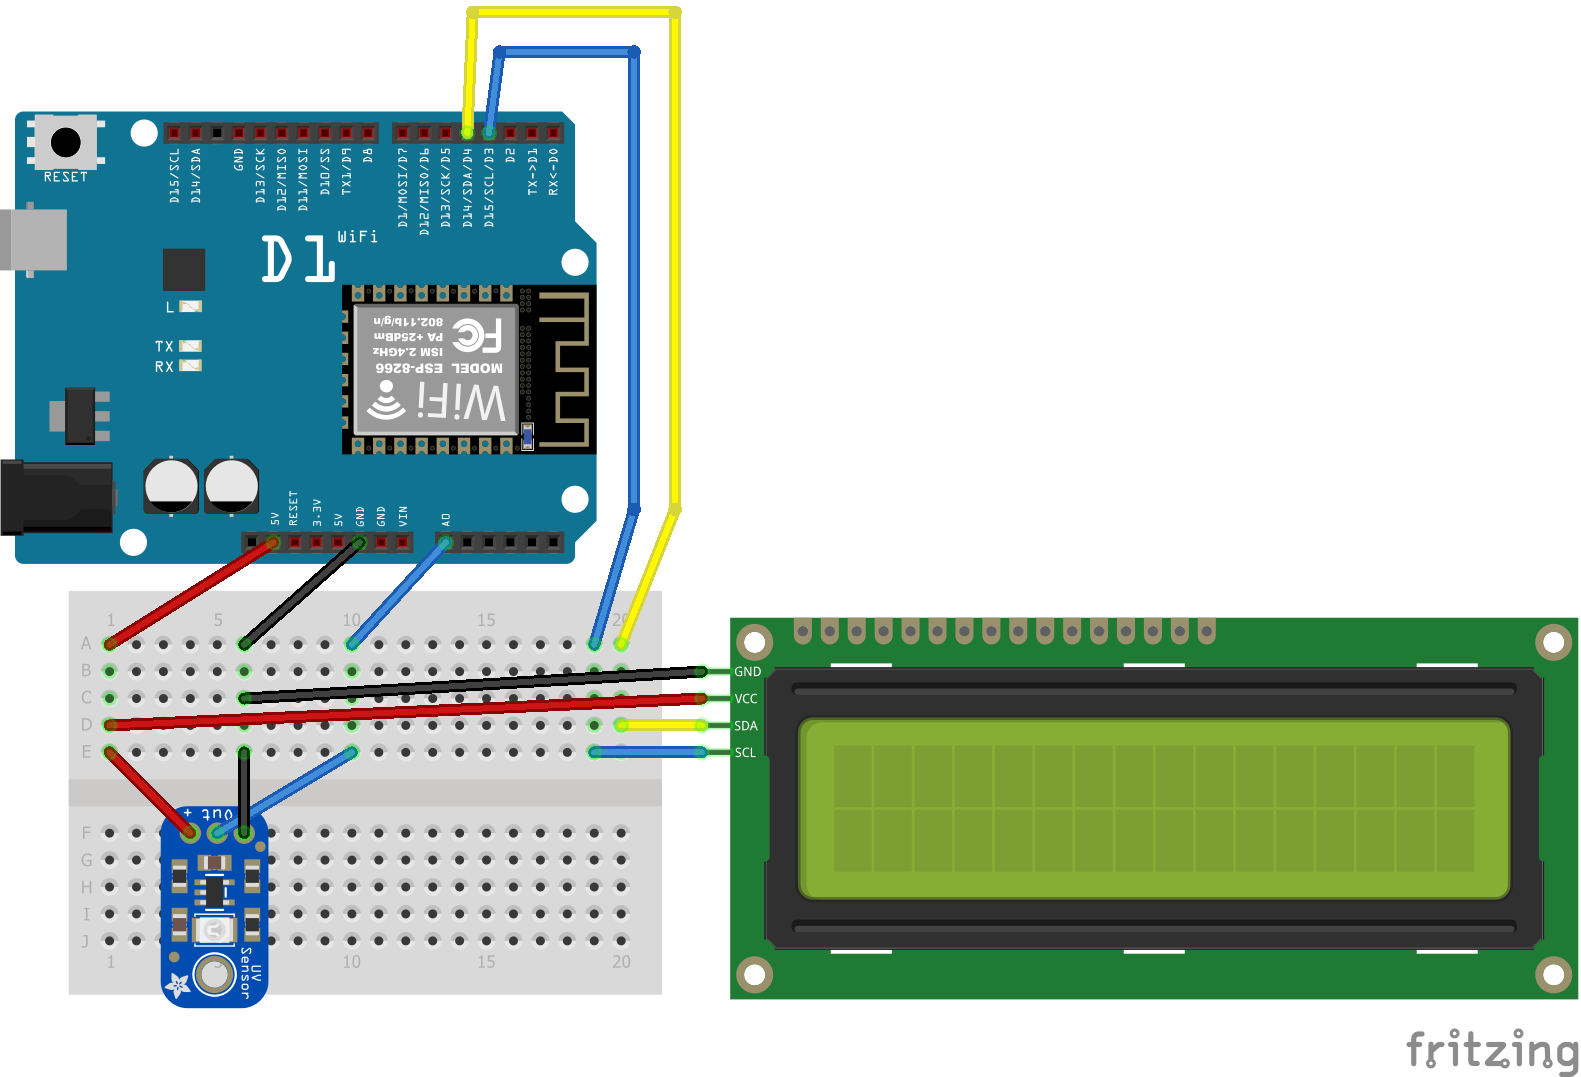 RESET
D15/SCL
D14/SDA
GND
D13/SCK
D12/MISO
D11/MOSI
D10/SS
TX1/D9
D8
D1/MOSI/D7
D12/MISO/D6
D13/SCK/D5
D14/SDA/D4
D15/SCL/D3
D2
TX->D1
RX<-D0
D1 WiFi
L
TX
RX
WiFi
MODEL ESP-8266
ISM 2.4GHz
PA +25dBm
802.11b/g/n
FC
5V
RESET
3.3V
5V
GND
GND
VIN
A0
1 5 10 15 20
A
B
C
D
E
GND
VCC
SDA
SCL
+ Out -
F
G
H
I
J
1 5 10 15 20
UV
Sensor
fritzing